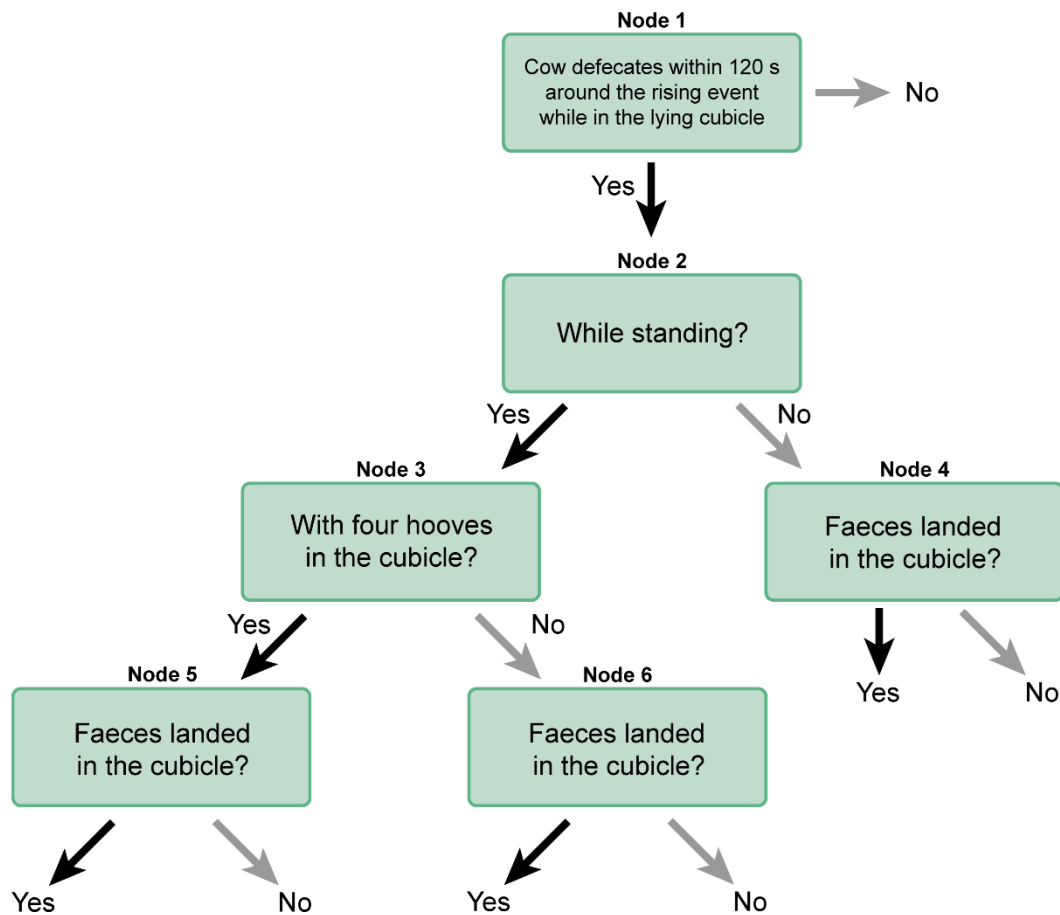 Node 1
Cow defecates within 120 s
around the rising event
while in the lying cubicle
No
Yes
Node 2
While standing?
Yes
No
Node 3
With four hooves
in the cubicle?
Node 4
Faeces landed
in the cubicle?
Yes
No
Yes
No
Node 5
Faeces landed
in the cubicle?
Node 6
Faeces landed
in the cubicle?
Yes
No
Yes
No